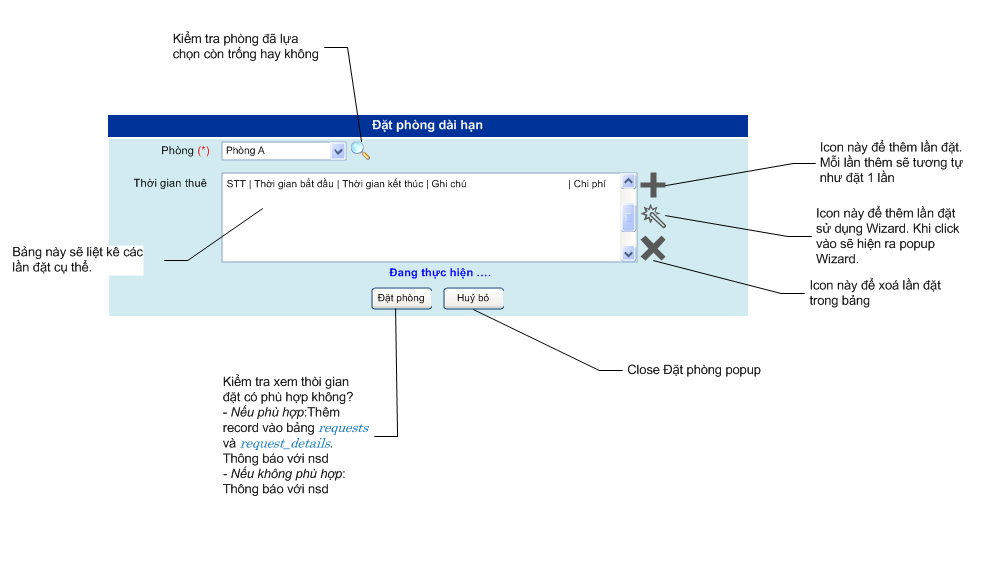 Kiểm tra phòng đã lựa
chọn còn trống hay không
Đặt phòng dài hạn
Phòng (*)
Phòng A
Thời gian thuê
STT | Thời gian bắt đầu | Thời gian kết thúc | Ghi chú | Chi phí
Icon này để thêm lần đặt.
Mỗi lần thêm sẽ tương tự
như đặt 1 lần
Icon này để thêm lần đặt
sử dụng Wizard. Khi click
vào sẽ hiện ra popup
Wizard.
Bảng này sẽ liệt kê các
lần đặt cụ thể.
Icon này để xoá lần đặt
trong bảng
Đang thực hiện ....
Đặt phòng
Huỷ bỏ
Close Đặt phòng popup
Kiểm tra xem thời gian
đặt có phù hợp không?
- Nếu phù hợp:Thêm
record vào bảng requests
và request_details.
Thông báo với nsd
- Nếu không phù hợp:
Thông báo với nsd